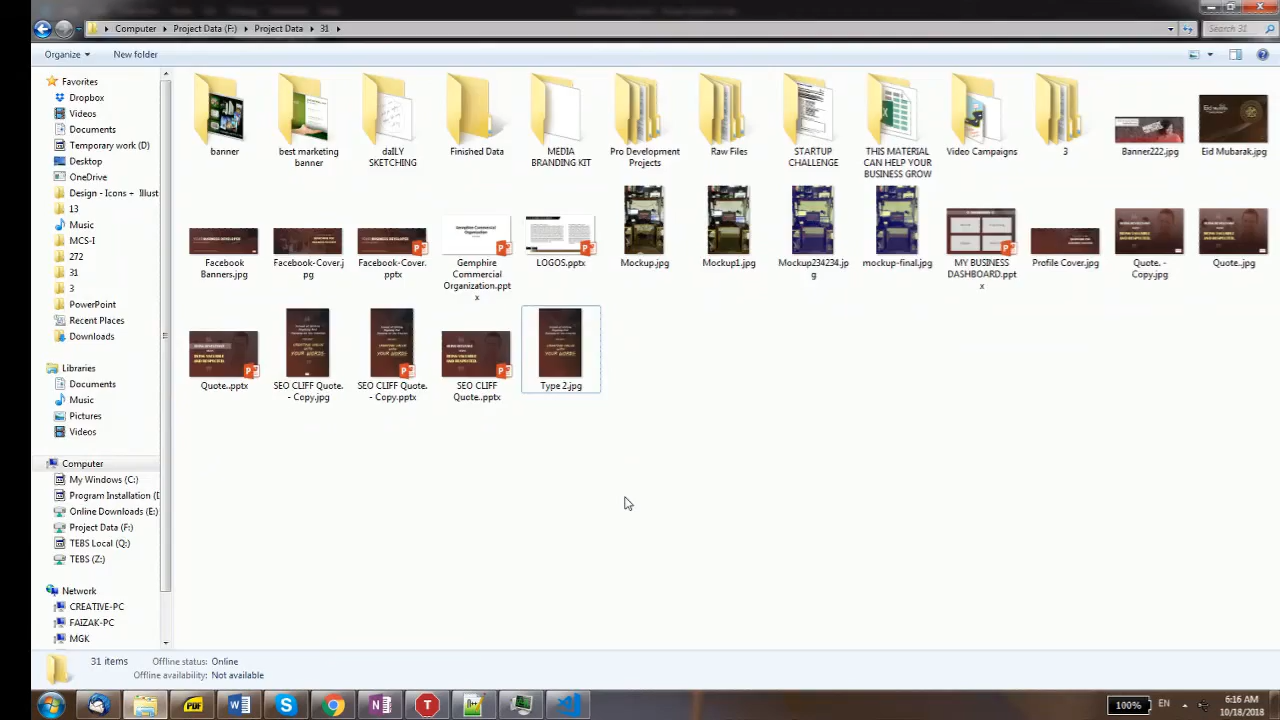 Computer Project Data (F:) Project Data 31
Search 31
Organize
New folder
Favorites
Dropbox
Videos
Documents
Temporary work (D)
Desktop
OneDrive
Design - Icons + Illust
13
Music
MCS-I
272
31
3
PowerPoint
Recent Places
Downloads
Libraries
Documents
Music
Pictures
Videos
Computer
My Windows (C:)
Program Installation (D
Online Downloads (E:)
Project Data (F:)
TEBS Local (Q:)
TEBS (Z:)
Network
CREATIVE-PC
FAIZAK-PC
MGK
banner
best marketing
banner
daILY
SKETCHING
Finished Data
MEDIA
BRANDING KIT
Pro Development
Projects
Raw Files
STARTUP
CHALLENGE
THIS MATERIAL
CAN HELP YOUR
BUSINESS GROW
Video Campaigns
3
Banner222.jpg
Eid Mubarak.jpg
Facebook
Banners.jpg
Facebook-Cover.j
pg
Facebook-Cover.
pptx
Gemphire
Commercial
Organization.ppt
x
LOGOS.pptx
Mockup.jpg
Mockup1.jpg
Mockup234234.jp
g
mockup-final.jpg
MY BUSINESS
DASHBOARD.ppt
x
Profile Cover.jpg
Quote. -
Copy.jpg
Quote..jpg
Quote..pptx
SEO CLIFF Quote.
- Copy.jpg
SEO CLIFF Quote.
- Copy.pptx
SEO CLIFF
Quote..pptx
YOUR WORDS
Type 2.jpg
31 items
Offline status: Online
Offline availability: Not available
PDF
100%
EN
6:16 AM
10/18/2018